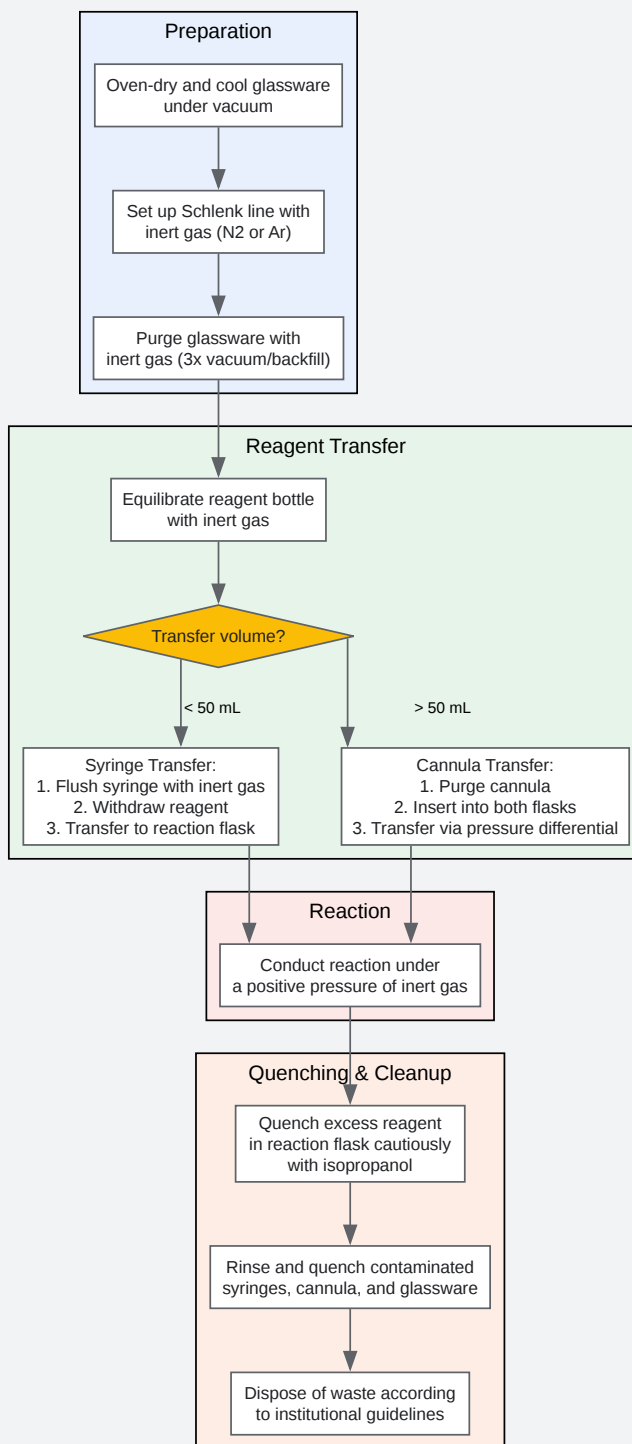 Preparation
Oven-dry and cool glassware
under vacuum
Set up Schlenk line with
inert gas (N2 or Ar)
Purge glassware with
inert gas (3x vacuum/backfill)
Reagent Transfer
Equilibrate reagent bottle
with inert gas
Transfer volume?
< 50 mL
> 50 mL
Syringe Transfer:
1. Flush syringe with inert gas
2. Withdraw reagent
3. Transfer to reaction flask
Cannula Transfer:
1. Purge cannula
2. Insert into both flasks
3. Transfer via pressure differential
Reaction
Conduct reaction under
a positive pressure of inert gas
Quenching & Cleanup
Quench excess reagent
in reaction flask cautiously
with isopropanol
Rinse and quench contaminated
syringes, cannula, and glassware
Dispose of waste according
to institutional guidelines